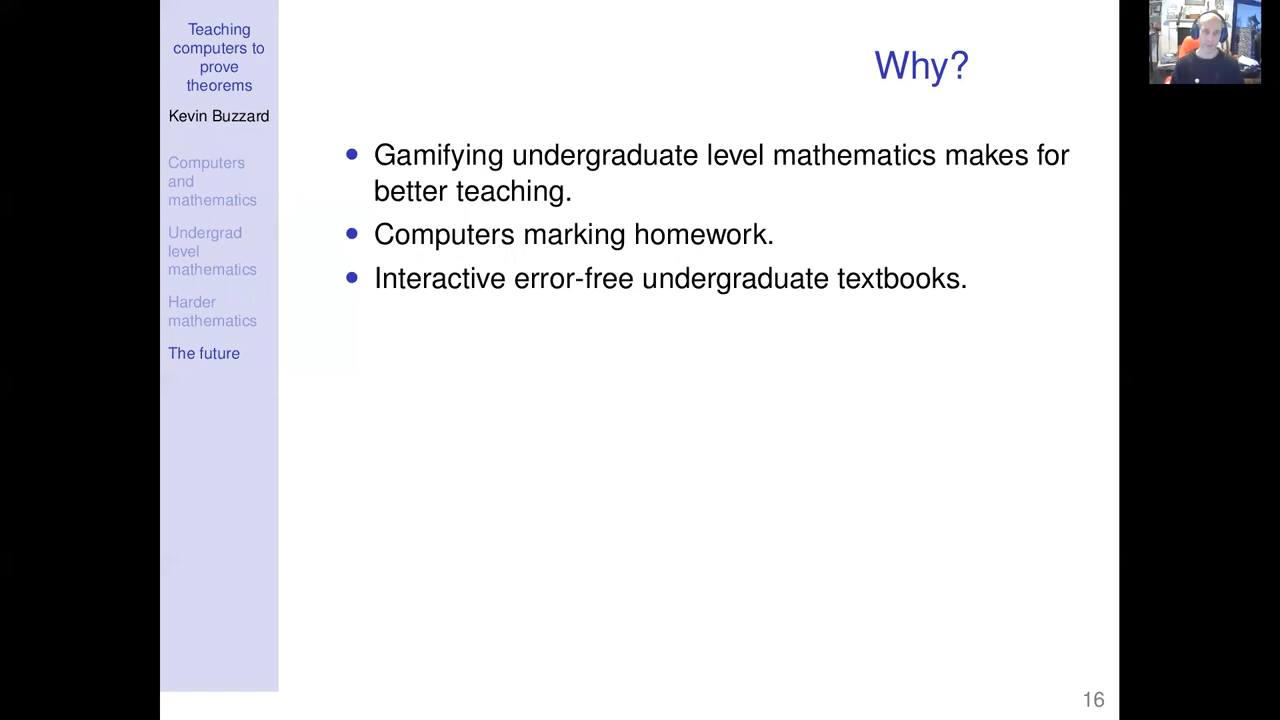 Teaching
computers to
prove
theorems
Kevin Buzzard
Computers
and
mathematics
Undergrad
level
mathematics
Harder
mathematics
The future
Why?
Gamifying undergraduate level mathematics makes for
better teaching.
Computers marking homework.
Interactive error-free undergraduate textbooks.
16